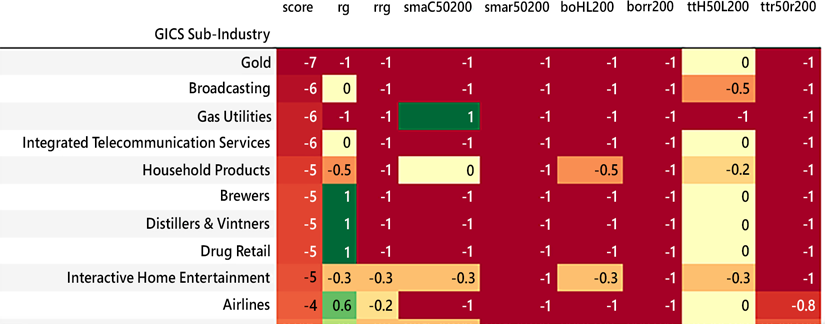 score rg rrg smaC50200 smar50200 boHL200 borr200 ttH50L200 ttr50r200
GICS Sub-Industry
Gold -7 -1 -1 -1 -1 -1 -1 0 -1
Broadcasting -6 0 -1 -1 -1 -1 -1 -0.5 -1
Gas Utilities -6 -1 -1 1 -1 -1 -1 -1 -1
Integrated Telecommunication Services -6 0 -1 -1 -1 -1 -1 0 -1
Household Products -5 -0.5 -1 0 -1 -0.5 -1 -0.2 -1
Brewers -5 1 -1 -1 -1 -1 -1 0 -1
Distillers & Vintners -5 1 -1 -1 -1 -1 -1 0 -1
Drug Retail -5 1 -1 -1 -1 -1 -1 0 -1
Interactive Home Entertainment -5 -0.3 -0.3 -0.3 -1 -0.3 -1 -0.3 -1
Airlines -4 0.6 -0.2 -1 -1 -1 -1 0 -0.8